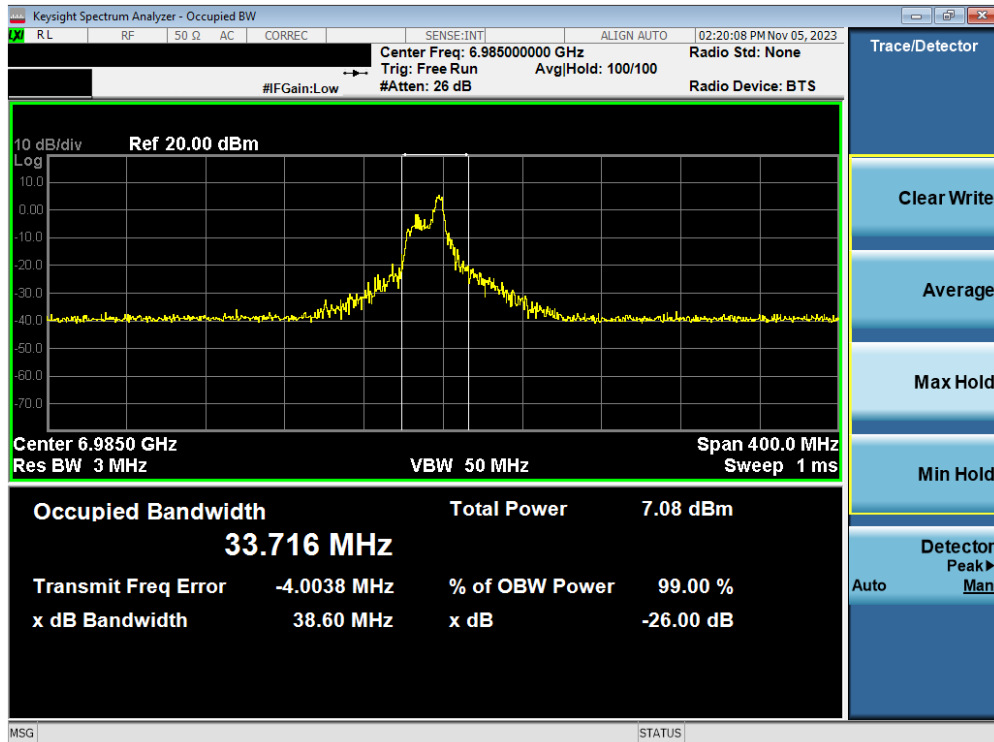 Keysight Spectrum Analyzer - Occupied BW
LXI RL RF 50 Ω AC CORREC SENSE:INT ALIGN AUTO 02:20:08 PM Nov 05, 2023
Center Freq: 6.985000000 GHz Radio Std: None
Trig: Free Run Avg|Hold: 100/100
#IFGain:Low #Atten: 26 dB Radio Device: BTS
10 dB/div Ref 20.00 dBm
Log
10.0
0.00
-10.0
-20.0
-30.0
-40.0
-50.0
-60.0
-70.0
Center 6.9850 GHz Span 400.0 MHz
Res BW 3 MHz VBW 50 MHz Sweep 1 ms
Occupied Bandwidth Total Power 7.08 dBm
33.716 MHz
Transmit Freq Error -4.0038 MHz % of OBW Power 99.00 %
x dB Bandwidth 38.60 MHz x dB -26.00 dB
MSG STATUS
Trace/Detector
Clear Write
Average
Max Hold
Min Hold
Detector
Peak▶
Auto Man